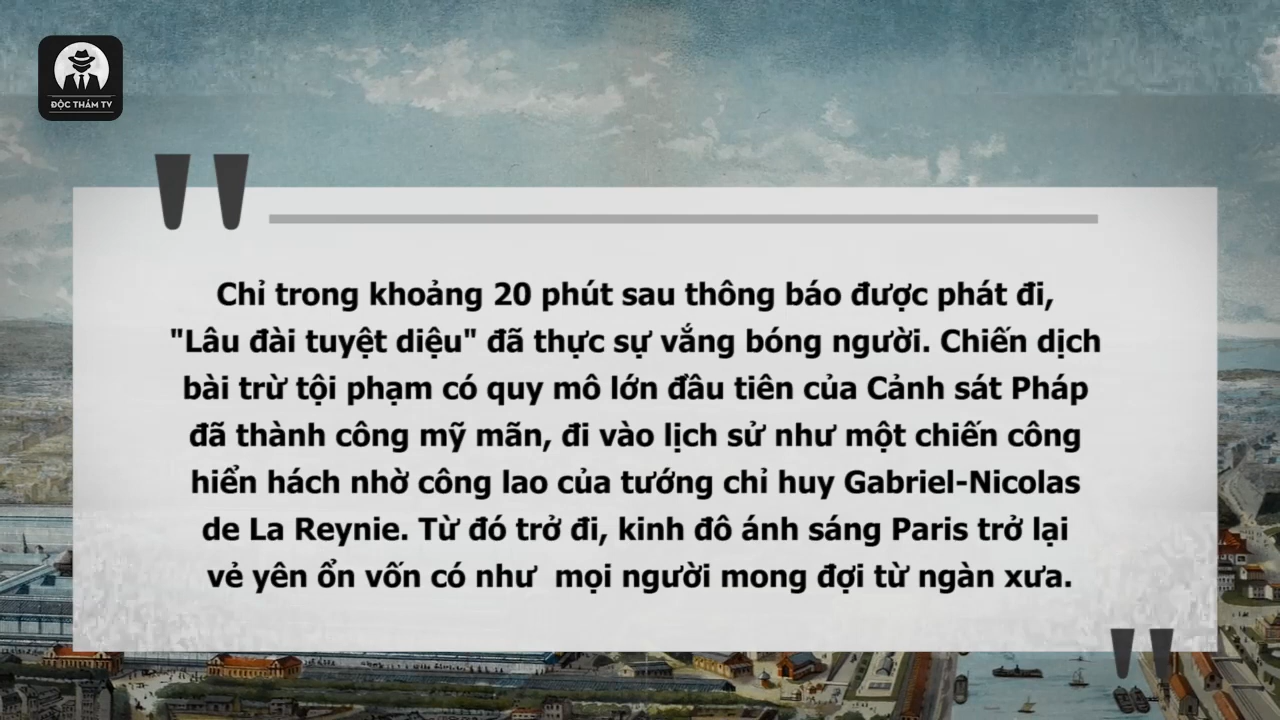 ĐỘC THÁM TV
Chỉ trong khoảng 20 phút sau thông báo được phát đi,
"Lâu đài tuyệt diệu" đã thực sự vắng bóng người. Chiến dịch
bài trừ tội phạm có quy mô lớn đầu tiên của Cảnh sát Pháp
đã thành công mỹ mãn, đi vào lịch sử như một chiến công
hiển hách nhờ công lao của tướng chỉ huy Gabriel-Nicolas
de La Reynie. Từ đó trở đi, kinh đô ánh sáng Paris trở lại
vẻ yên ổn vốn có như  mọi người mong đợi từ ngàn xưa.